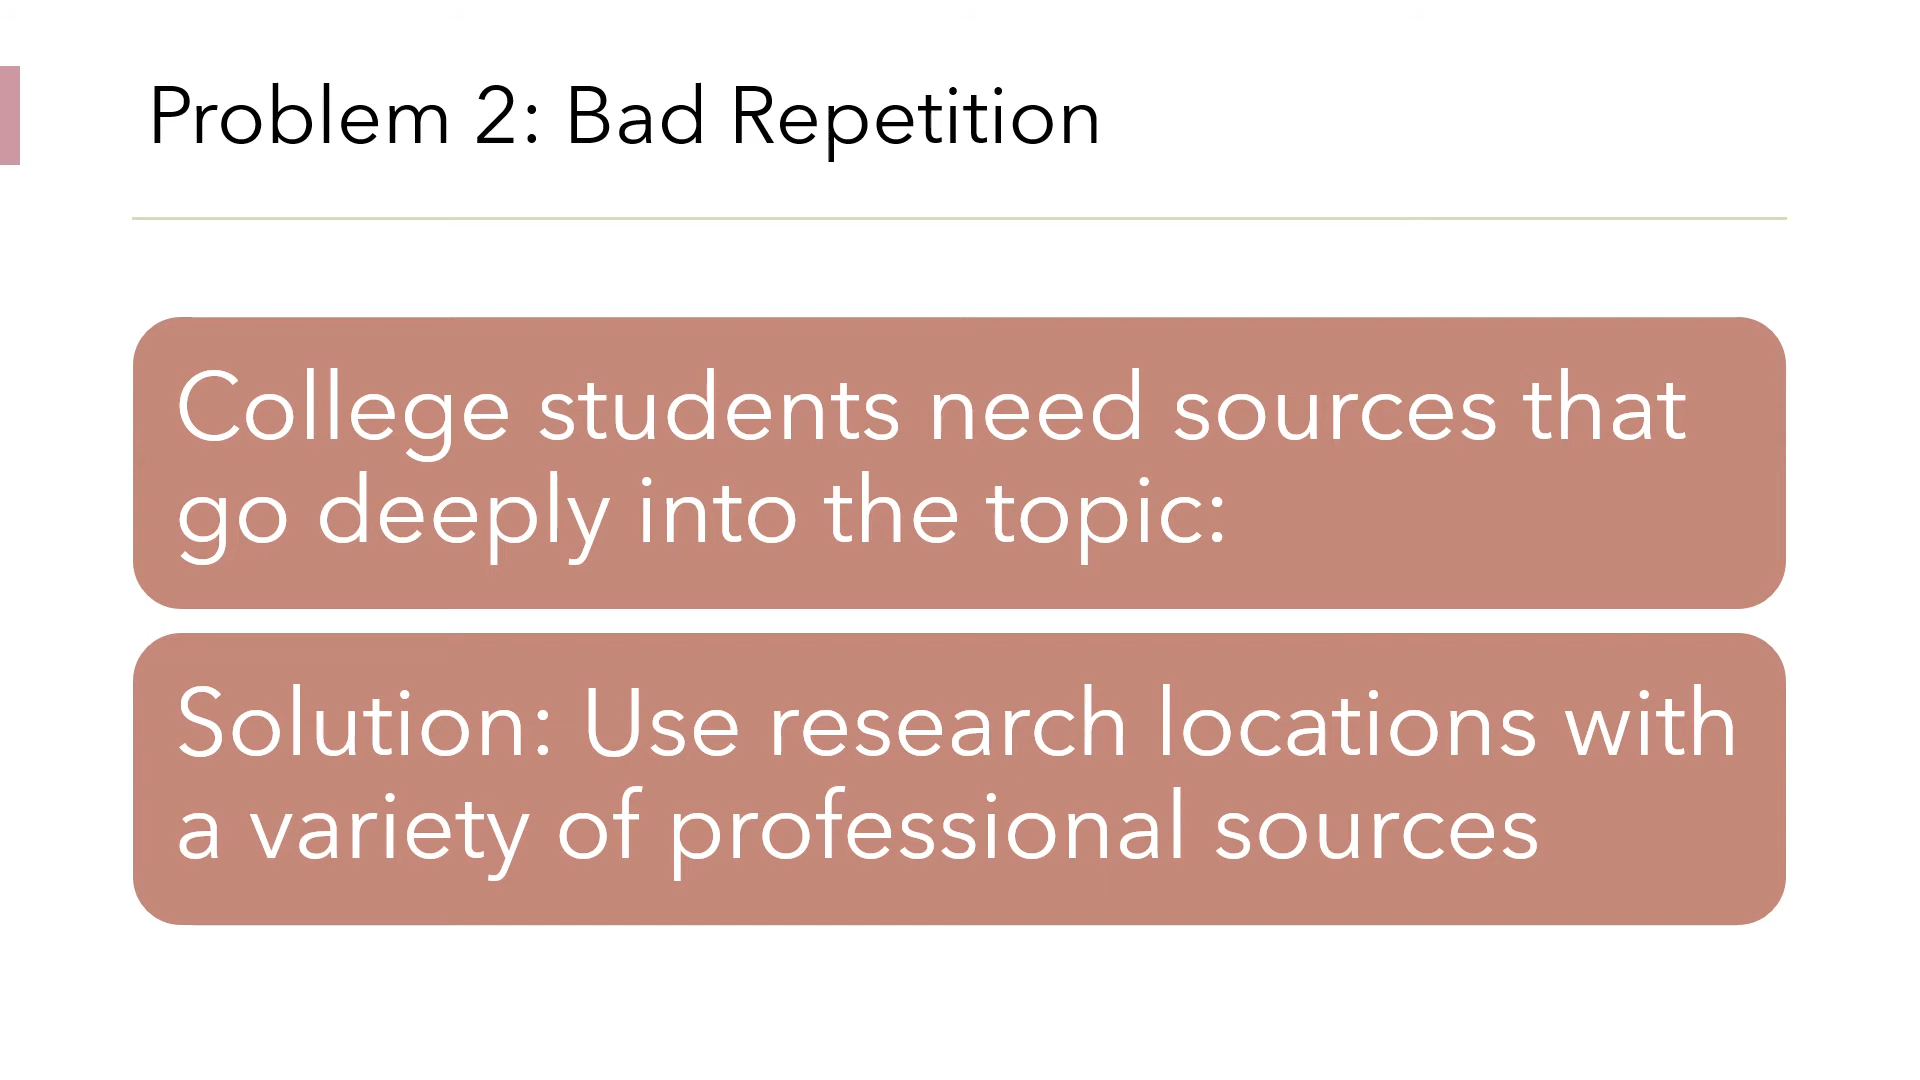 Problem 2: Bad Repetition
College students need sources that
go deeply into the topic:
Solution: Use research locations with
a variety of professional sources